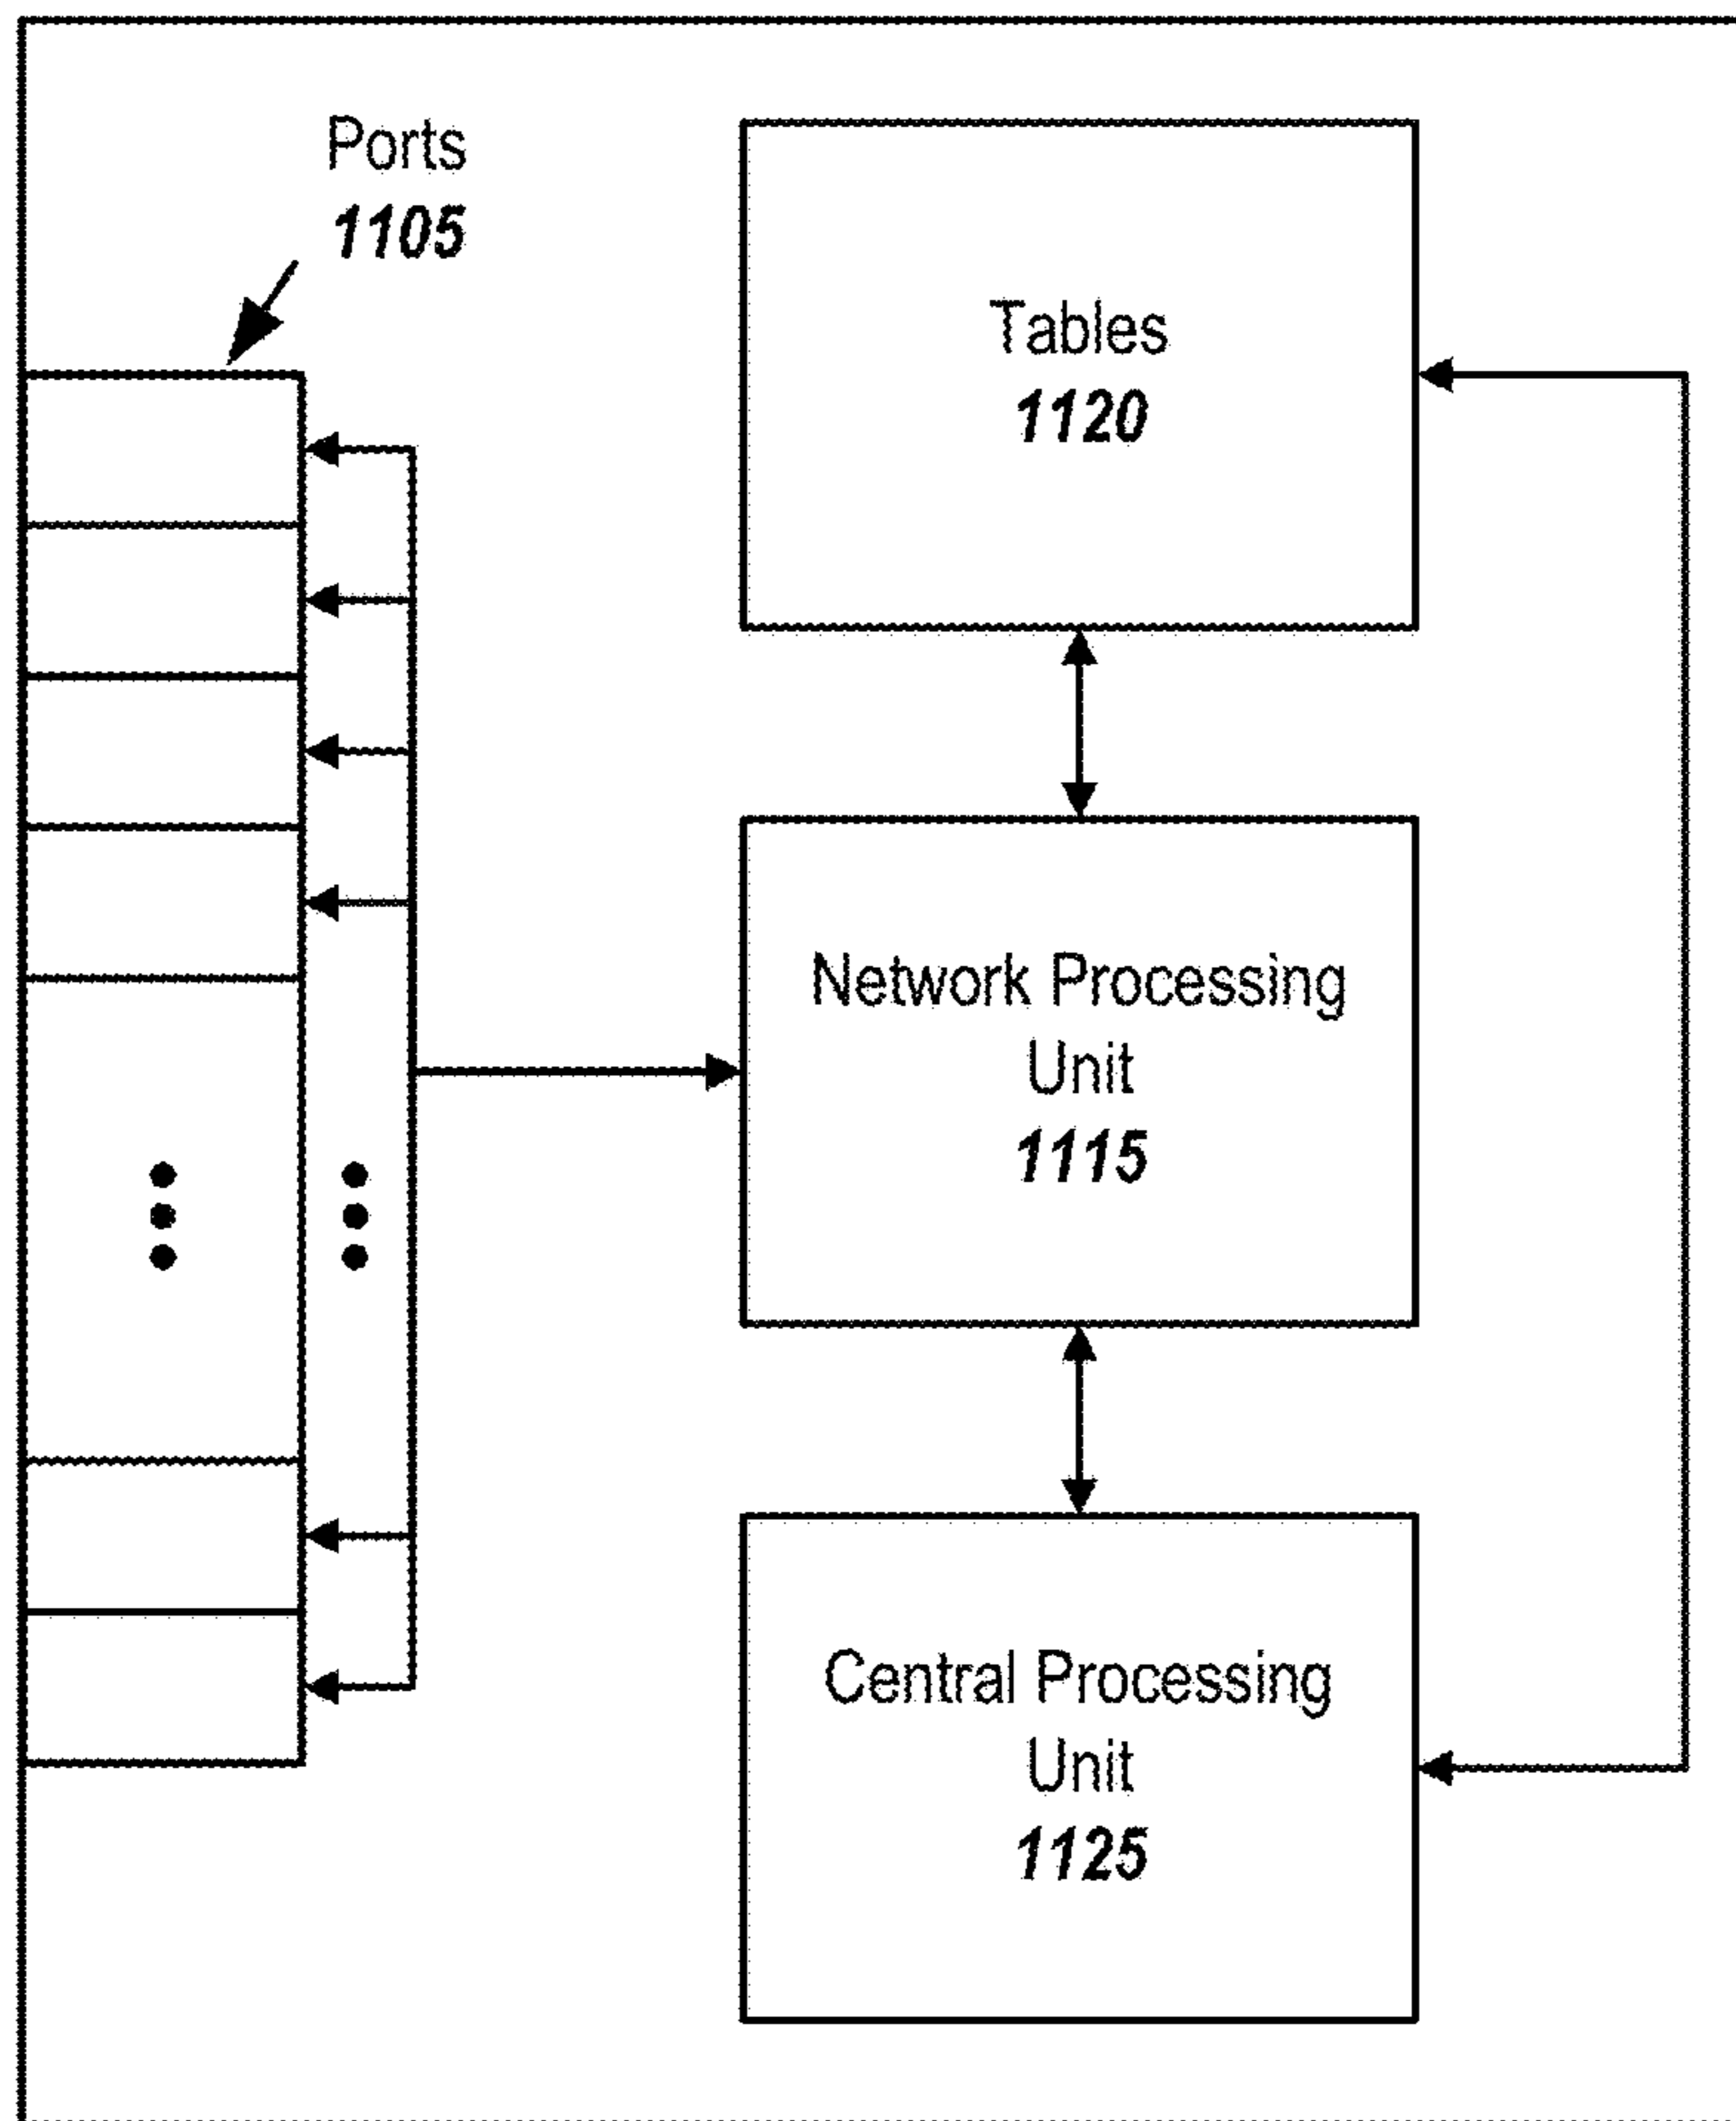 Ports
1105
Tables
1120
Network Processing
Unit
1115
Central Processing
Unit
1125